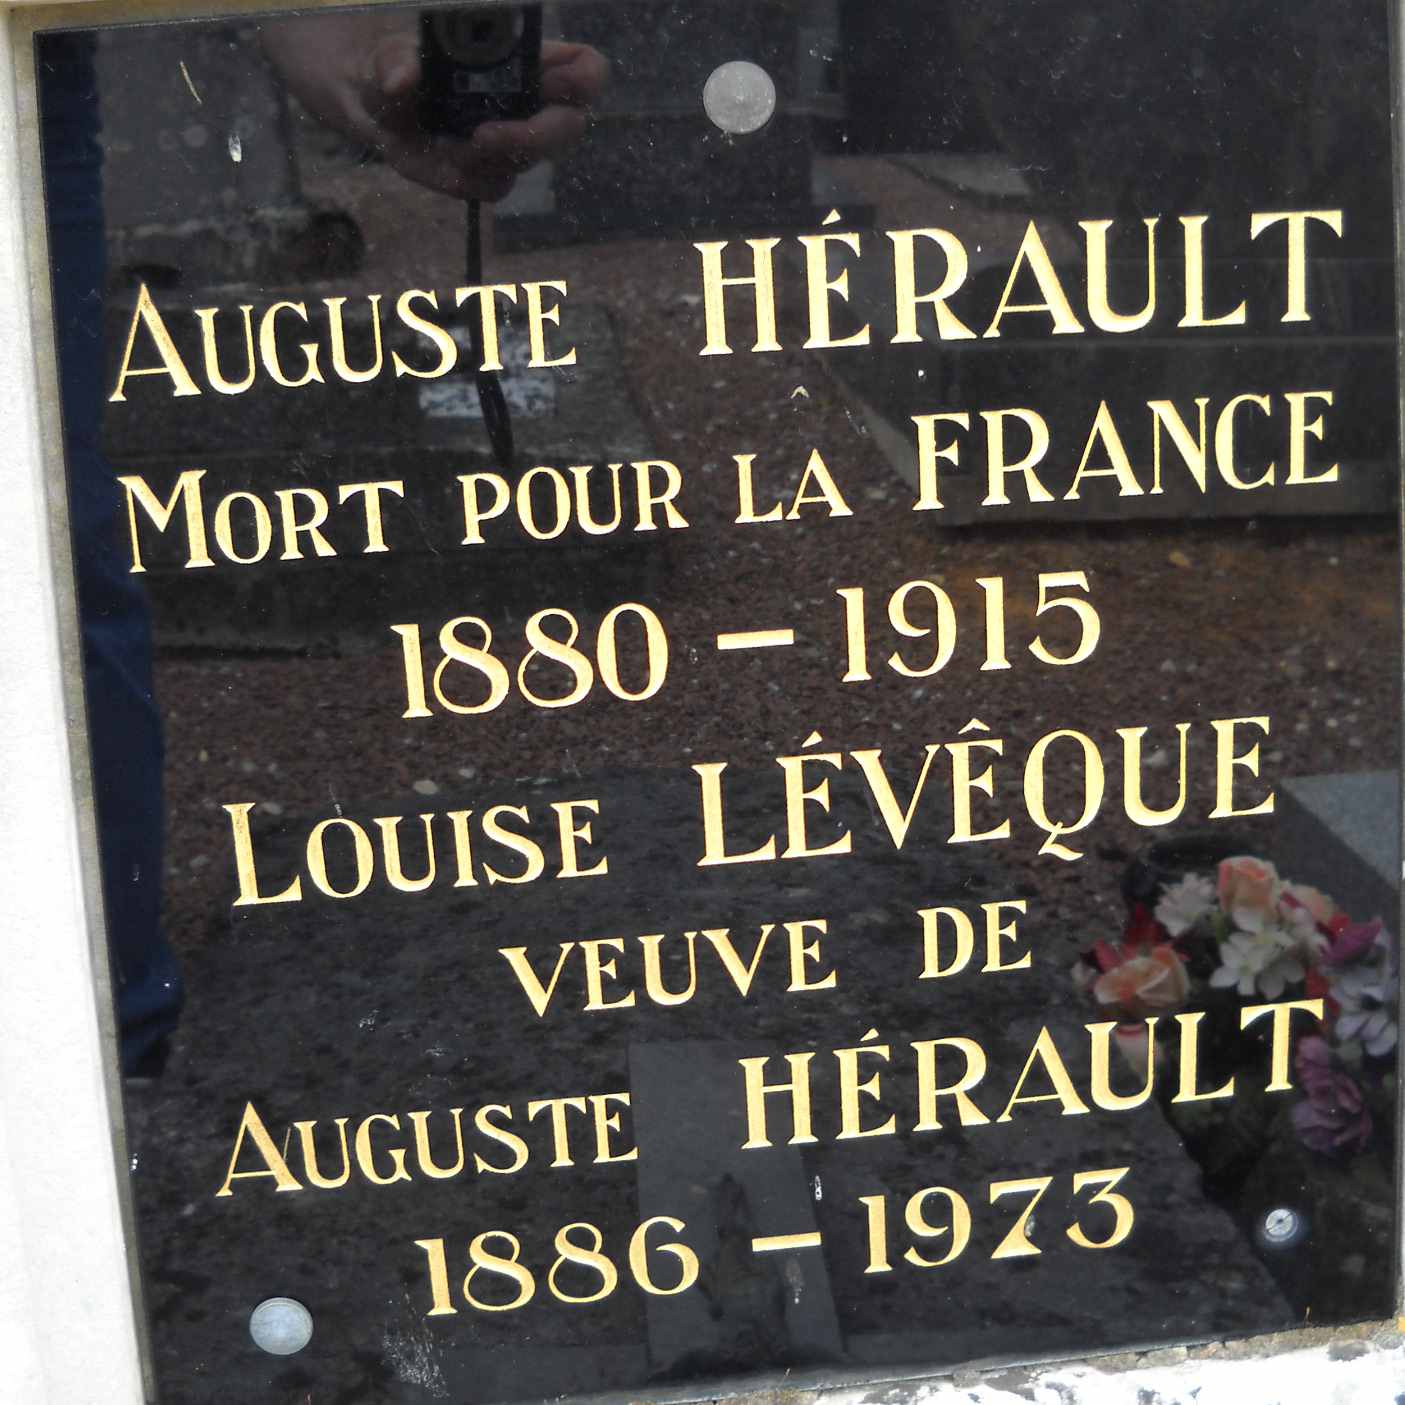 AUGUSTE HÉRAULT
MORT POUR LA FRANCE
1880 – 1915
LOUISE LÉVÊQUE
VEUVE DE
AUGUSTE HÉRAULT
1886 – 1973